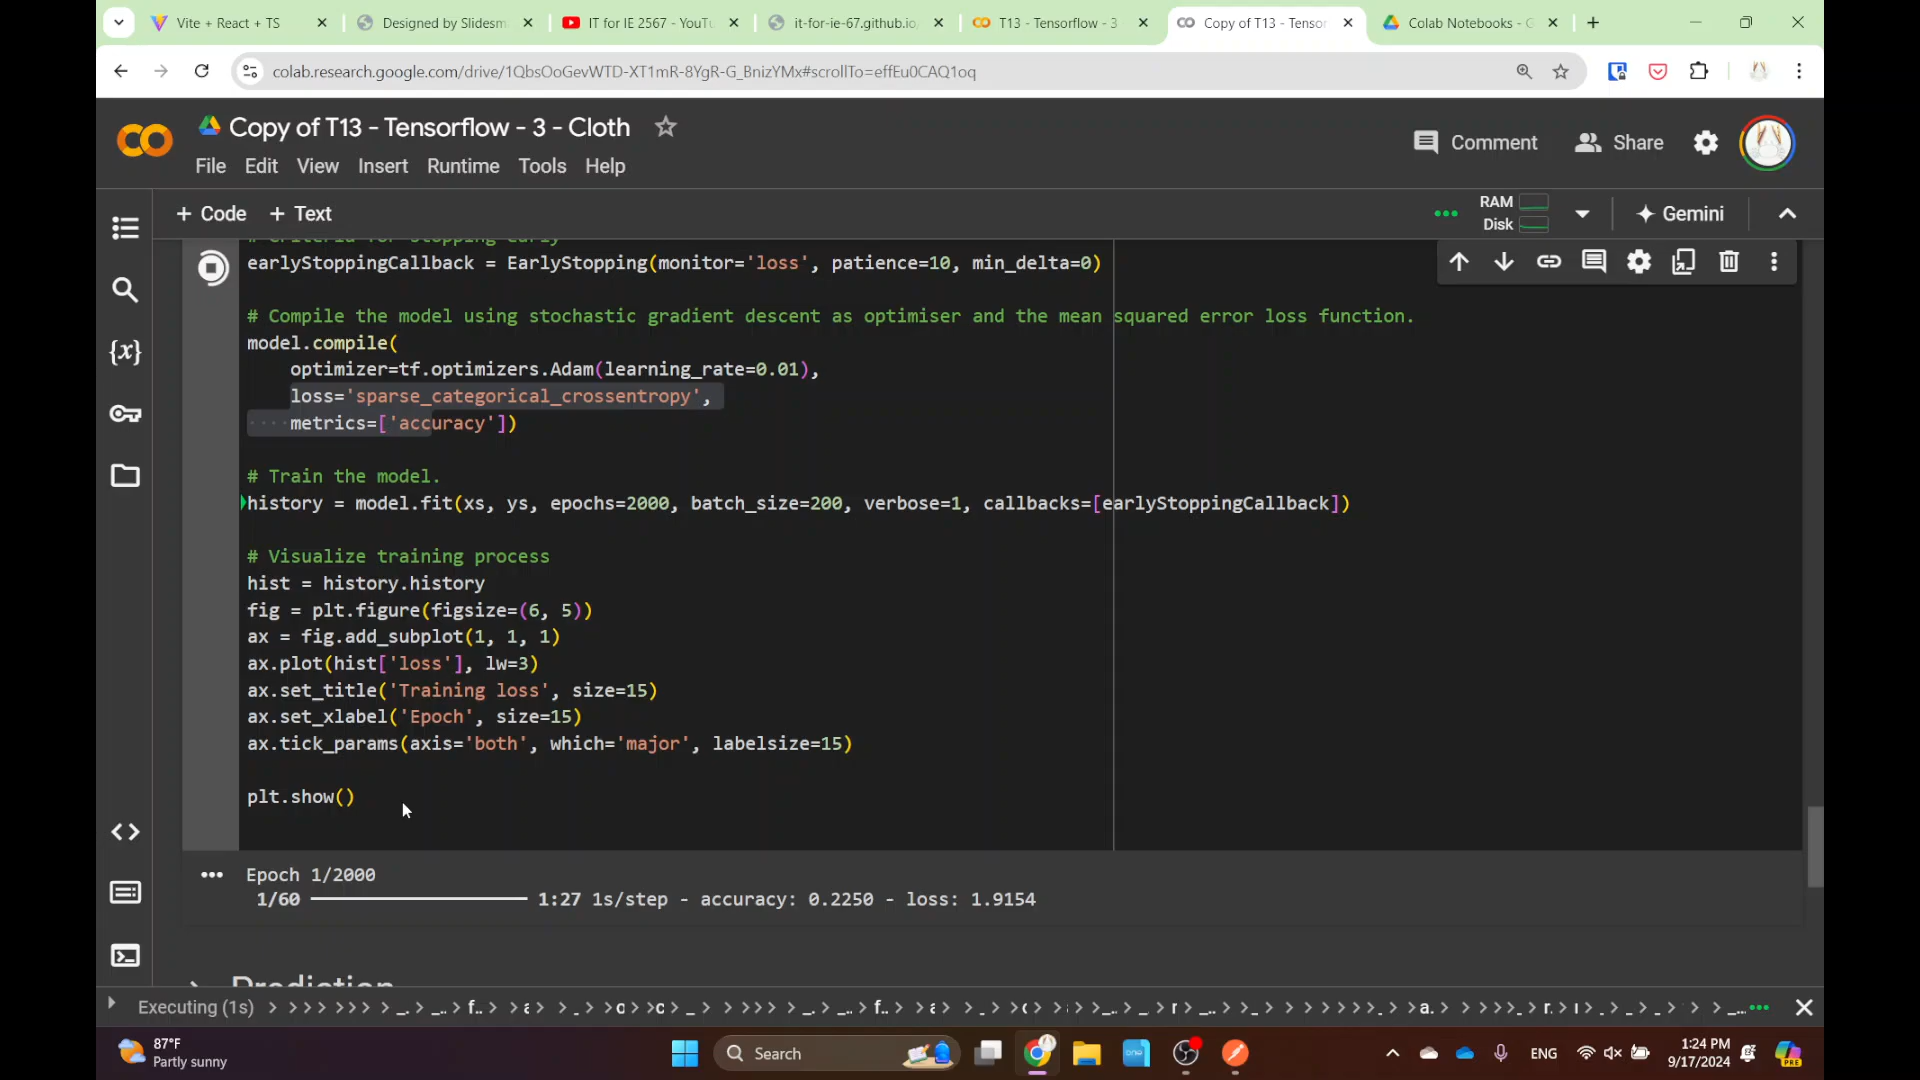 Vite + React + TS
Designed by Slidesm
IT for IE 2567 - YouTu
it-for-ie-67.github.io
T13 - Tensorflow - 3
Copy of T13 - Tensor
Colab Notebooks - G
colab.research.google.com/drive/1QbsOoGevWTD-XT1mR-8YgR-G_BnizYMx#scrollTo=effEu0CAQ1oq
Copy of T13 - Tensorflow - 3 - Cloth
Comment
Share
File Edit View Insert Runtime Tools Help
+ Code + Text
RAM
Disk
Gemini
# Criteria for stopping early
earlyStoppingCallback = EarlyStopping(monitor='loss', patience=10, min_delta=0)
# Compile the model using stochastic gradient descent as optimiser and the mean squared error loss function.
model.compile(
optimizer=tf.optimizers.Adam(learning_rate=0.01),
loss='sparse_categorical_crossentropy',
metrics=['accuracy'])
# Train the model.
history = model.fit(xs, ys, epochs=2000, batch_size=200, verbose=1, callbacks=[earlyStoppingCallback])
# Visualize training process
hist = history.history
fig = plt.figure(figsize=(6, 5))
ax = fig.add_subplot(1, 1, 1)
ax.plot(hist['loss'], lw=3)
ax.set_title('Training loss', size=15)
ax.set_xlabel('Epoch', size=15)
ax.tick_params(axis='both', which='major', labelsize=15)
plt.show()
Epoch 1/2000
1/60 1:27 1s/step - accuracy: 0.2250 - loss: 1.9154
Prediction
Executing (1s)
87°F
Partly sunny
Search
ENG
1:24 PM
9/17/2024